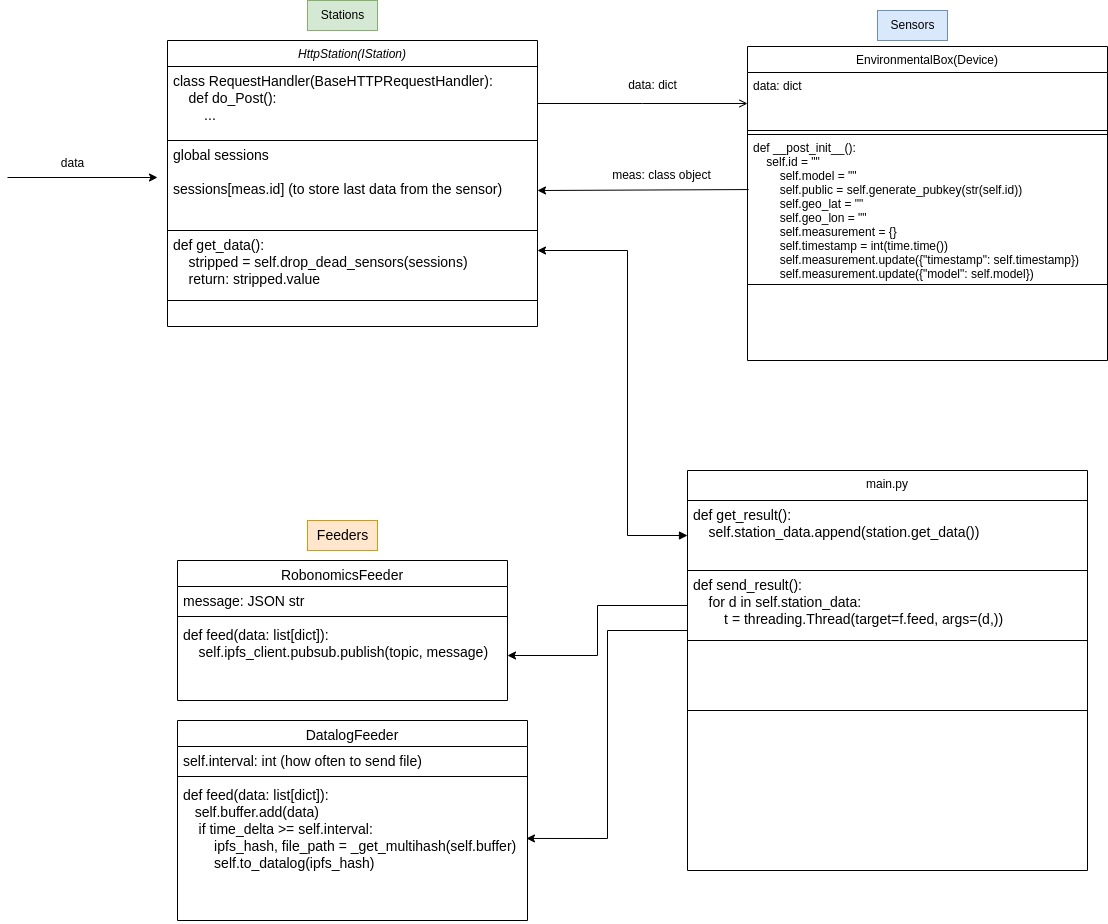 Stations
HttpStation(IStation)
class RequestHandler(BaseHTTPRequestHandler):
def do_Post():
...
global sessions
sessions[meas.id] (to store last data from the sensor)
def get_data():
stripped = self.drop_dead_sensors(sessions)
return: stripped.value
data
data: dict
meas: class object
Sensors
EnvironmentalBox(Device)
data: dict
def __post_init__():
self.id = ""
self.model = ""
self.public = self.generate_pubkey(str(self.id))
self.geo_lat = ""
self.geo_lon = ""
self.measurement = {}
self.timestamp = int(time.time())
self.measurement.update({"timestamp": self.timestamp})
self.measurement.update({"model": self.model})
main.py
def get_result():
self.station_data.append(station.get_data())
def send_result():
for d in self.station_data:
t = threading.Thread(target=f.feed, args=(d,))
Feeders
RobonomicsFeeder
message: JSON str
def feed(data: list[dict]):
self.ipfs_client.pubsub.publish(topic, message)
DatalogFeeder
self.interval: int (how often to send file)
def feed(data: list[dict]):
self.buffer.add(data)
if time_delta >= self.interval:
ipfs_hash, file_path = _get_multihash(self.buffer)
self.to_datalog(ipfs_hash)